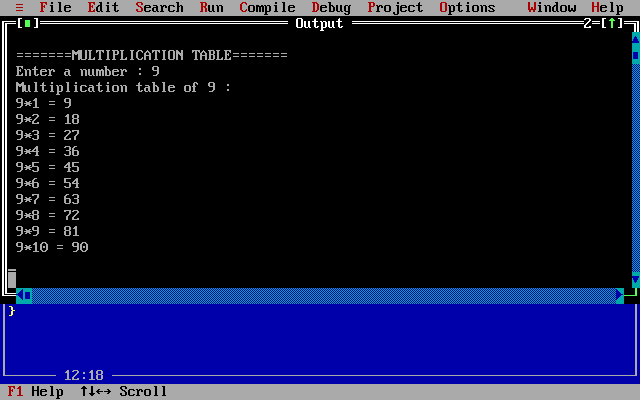 ≡ File Edit Search Run Compile Debug Project Options Window Help
[■] Output 2=[↑]
=======MULTIPLICATION TABLE=======
Enter a number : 9
Multiplication table of 9 :
9*1 = 9
9*2 = 18
9*3 = 27
9*4 = 36
9*5 = 45
9*6 = 54
9*7 = 63
9*8 = 72
9*9 = 81
9*10 = 90
}
12:18
F1 Help ↑↓←→ Scroll